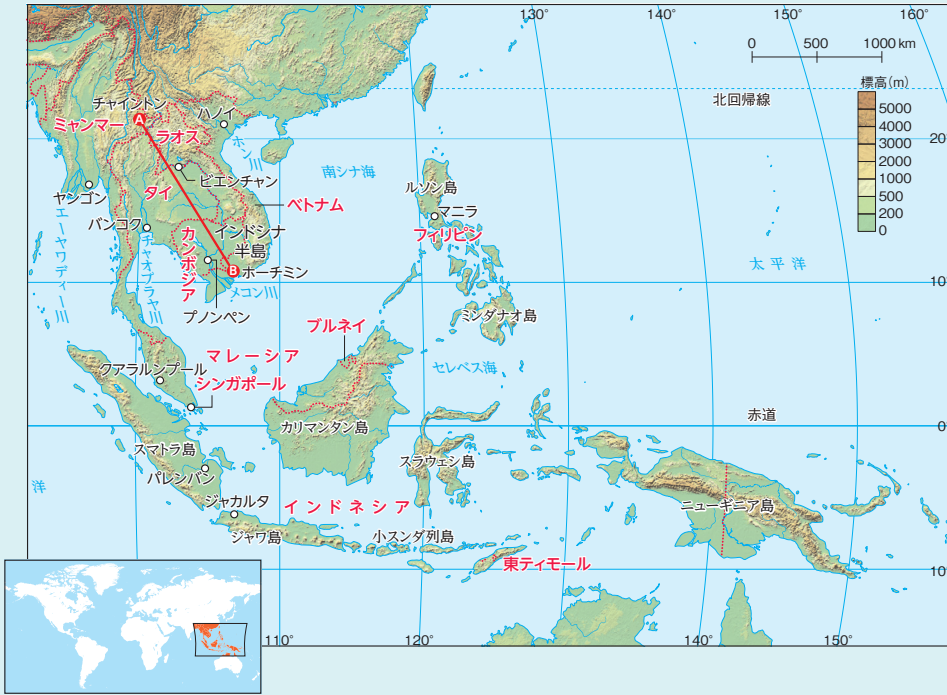 130°
140°
150°
160°
0
500
1000 km
標高(m)
5000
4000
3000
2000
1000
500
200
0
北回帰線
20
チャイントン
A
ミャンマー
ハノイ
ラオス
ホン川
南シナ海
ルソン島
ビエンチャン
タイ
ヤンゴン
ベトナム
マニラ
バンコク
インドシナ
半島
フィリピン
エーヤワディー川
チャオプラヤ川
カンボジア
太平洋
B
ホーチミン
10
メコン川
プノンペン
ミンダナオ島
ブルネイ
マレーシア
セレベス海
クアラルンプール
シンガポール
赤道
0
カリマンタン島
スマトラ島
スラウェシ島
パレンバン
洋
ジャカルタ
インドネシア
ニューギニア島
ジャワ島
小スンダ列島
東ティモール
10
110°
120°
140°
150°